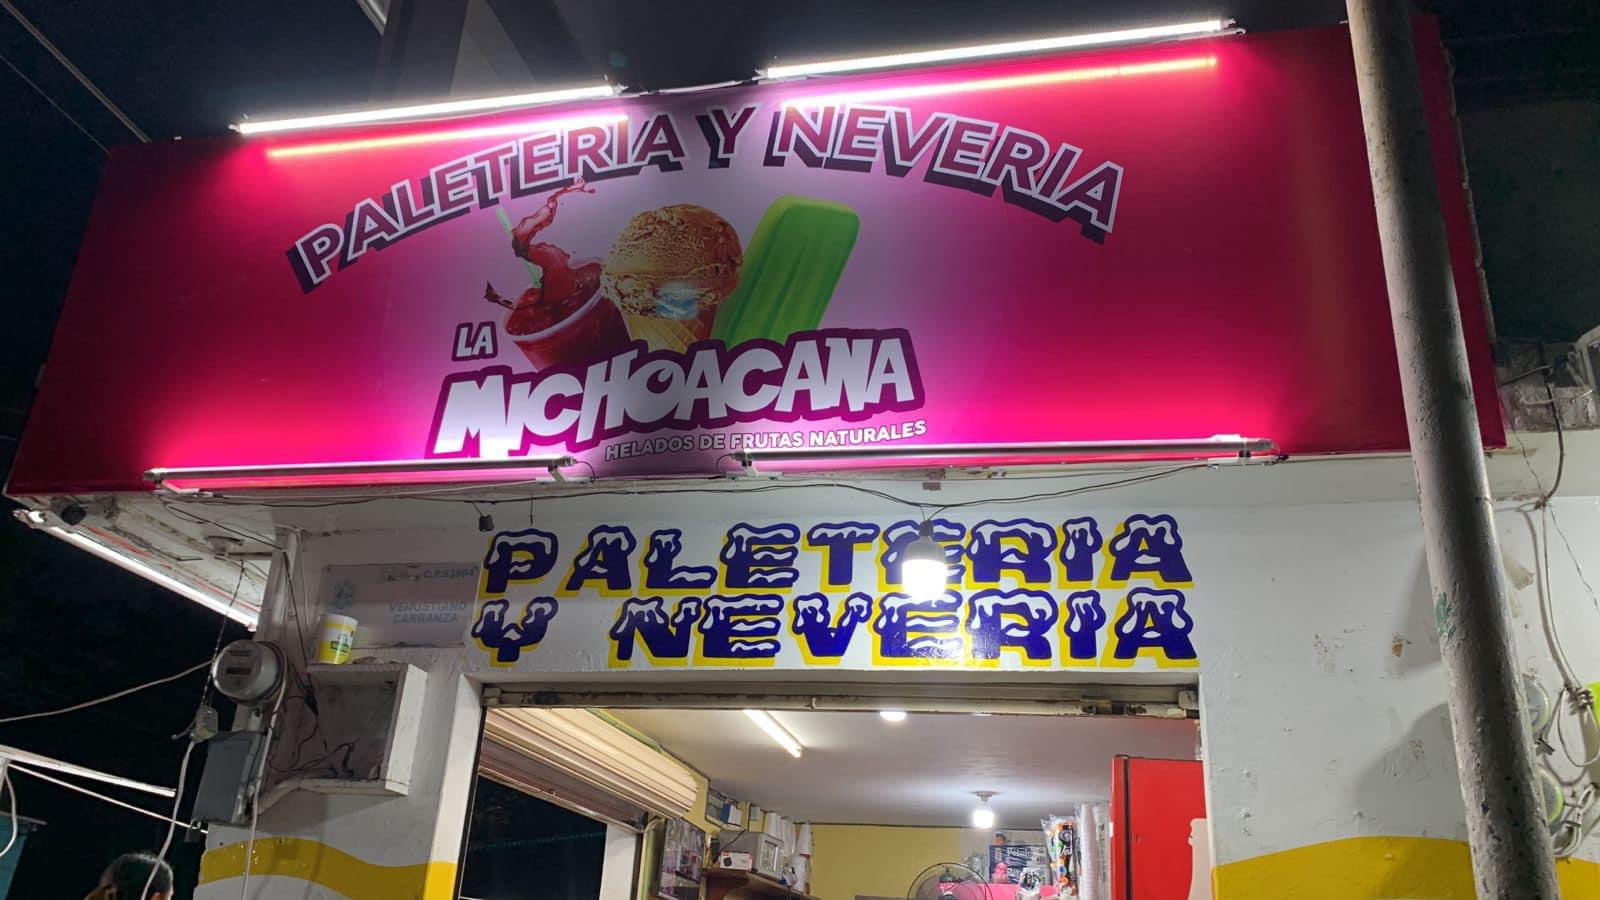 PALETERIA Y NEVERIA
LA
MICHOACANA
HELADOS DE FRUTAS NATURALES
PALETERIA
Y NEVERIA
VENUSTIANO
CARRANZA